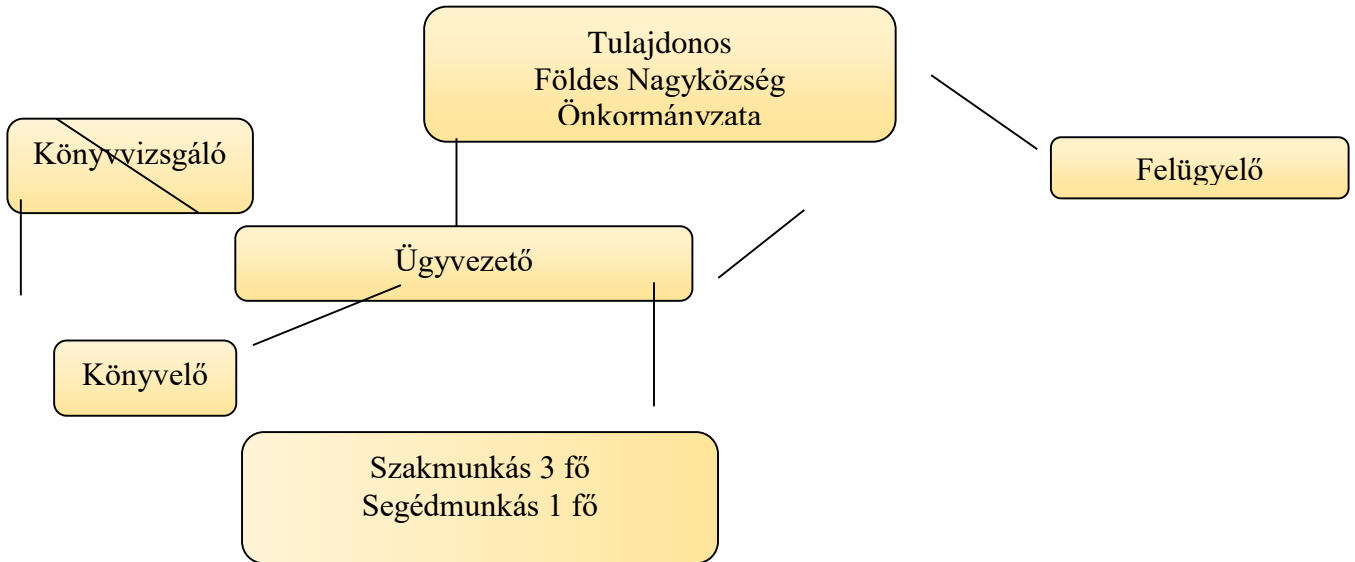 Tulajdonos
Földes Nagyközség
Önkormányzata
Könyvvizsgáló
Felügyelő
Ügyvezető
Könyvelő
Szakmunkás 3 fő
Segédmunkás 1 fő